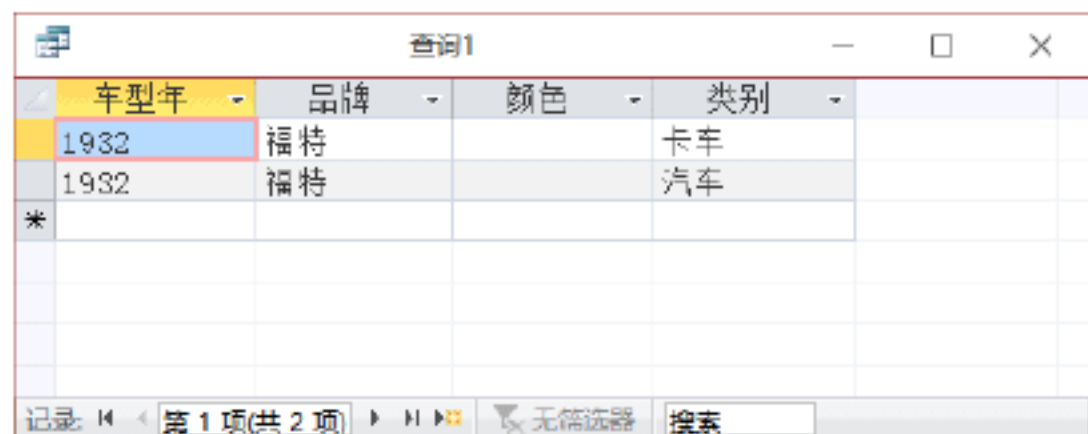 查询1
车型年 品牌 颜色 类别
1932 福特 卡车
1932 福特 汽车
记录: 第 1 项(共 2 项) 无筛选器 搜索